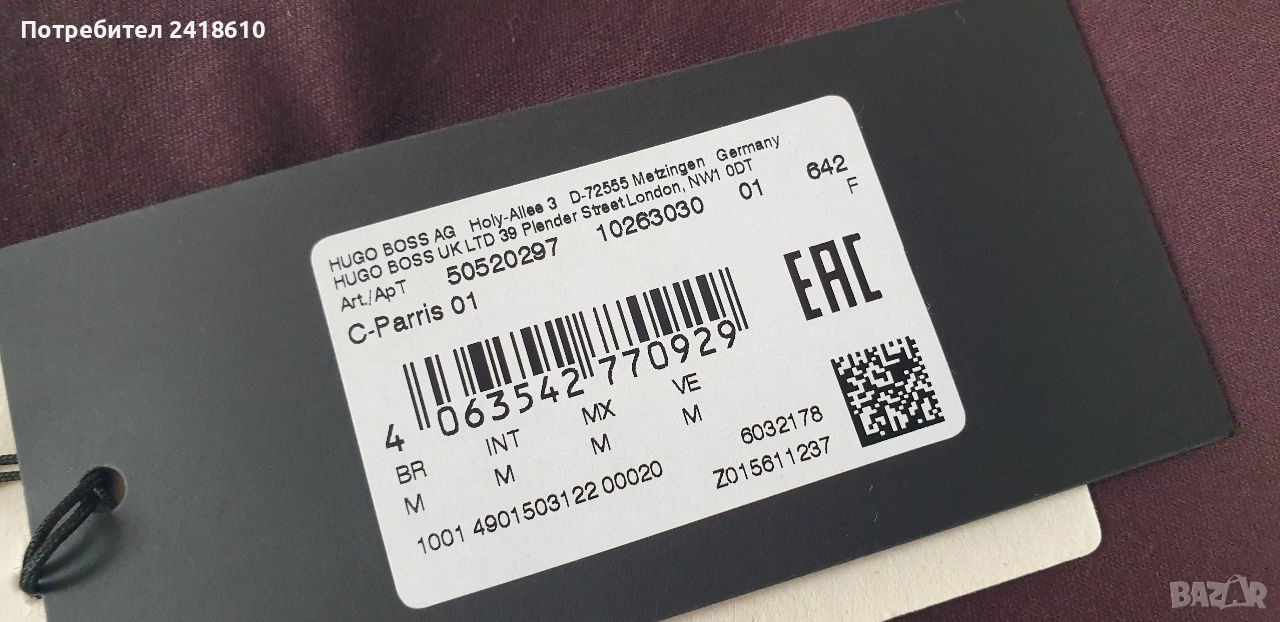 Потребител 2418610
HUGO BOSS AG Holy-Allee 3 D-72555 Metzingen Germany
HUGO BOSS UK LTD 39 Plender Street London, NW1 0DT
Art./ApT 50520297 10263030 01 642
F
C-Parris 01
EAC
4 063542 770929
BR INT MX VE
M M M M
6032178
1001 4901503122 00020 Z015611237
BAZAR